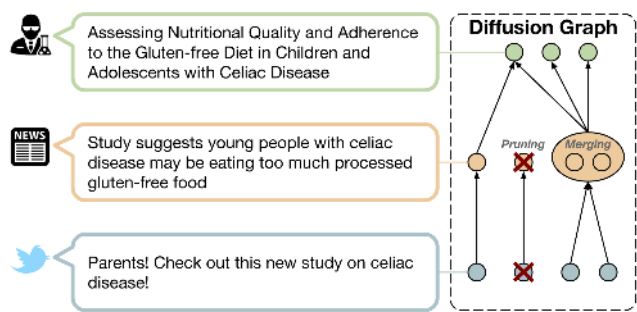 Assessing Nutritional Quality and Adherence
to the Gluten-free Diet in Children and
Adolescents with Celiac Disease
NEWS
Study suggests young people with celiac
disease may be eating too much processed
gluten-free food
Parents! Check out this new study on celiac
disease!
Diffusion Graph
Pruning
Merging